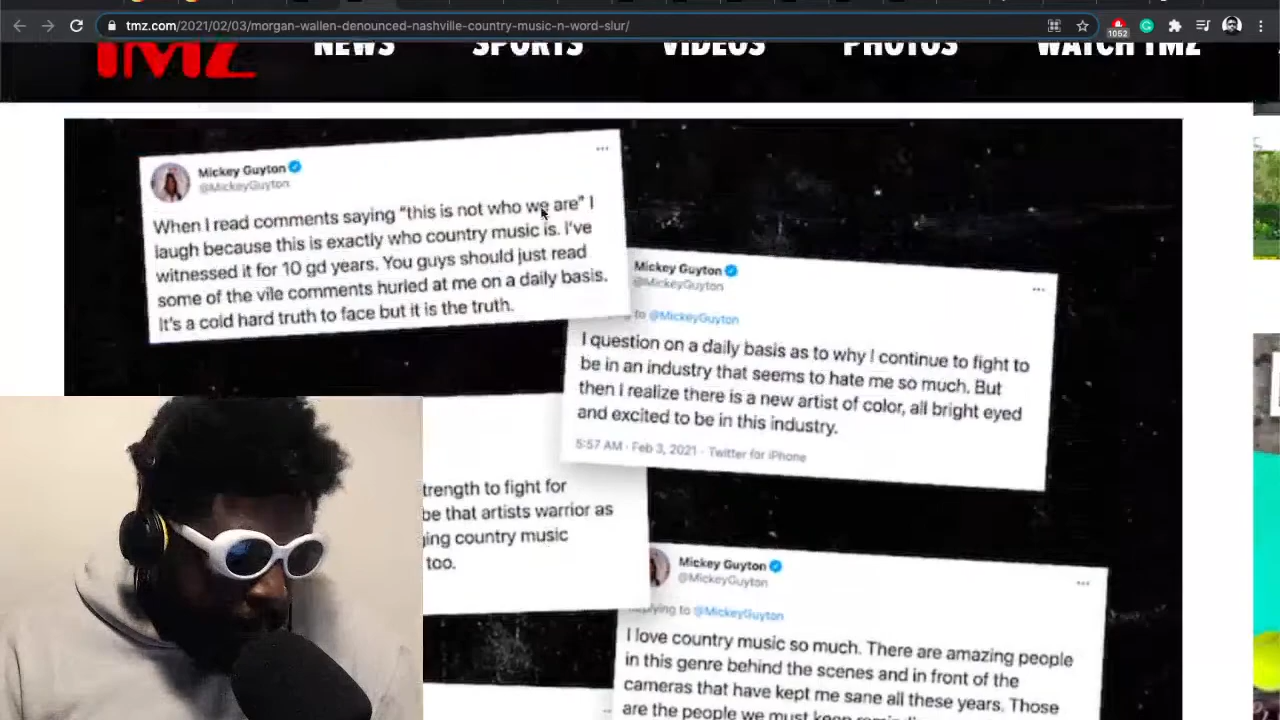 tmz.com/2021/02/03/morgan-wallen-denounced-nashville-country-music-n-word-slur/
1052
TMZ NEWS SPORTS VIDEOS PHOTOS WATCH TMZ
Mickey Guyton
@MickeyGuyton
When I read comments saying "this is not who we are" I
laugh because this is exactly who country music is. I've
witnessed it for 10 gd years. You guys should just read
some of the vile comments hurled at me on a daily basis.
It's a cold hard truth to face but it is the truth.
Mickey Guyton
@MickeyGuyton
to @MickeyGuyton
I question on a daily basis as to why I continue to fight to
be in an industry that seems to hate me so much. But
then I realize there is a new artist of color, all bright eyed
and excited to be in this industry.
5:57 AM · Feb 3, 2021 · Twitter for iPhone
trength to fight for
be that artists warrior as
ing country music
too.
Mickey Guyton
@MickeyGuyton
Replying to @MickeyGuyton
I love country music so much. There are amazing people
in this genre behind the scenes and in front of the
cameras that have kept me sane all these years. Those
are the people we must keep